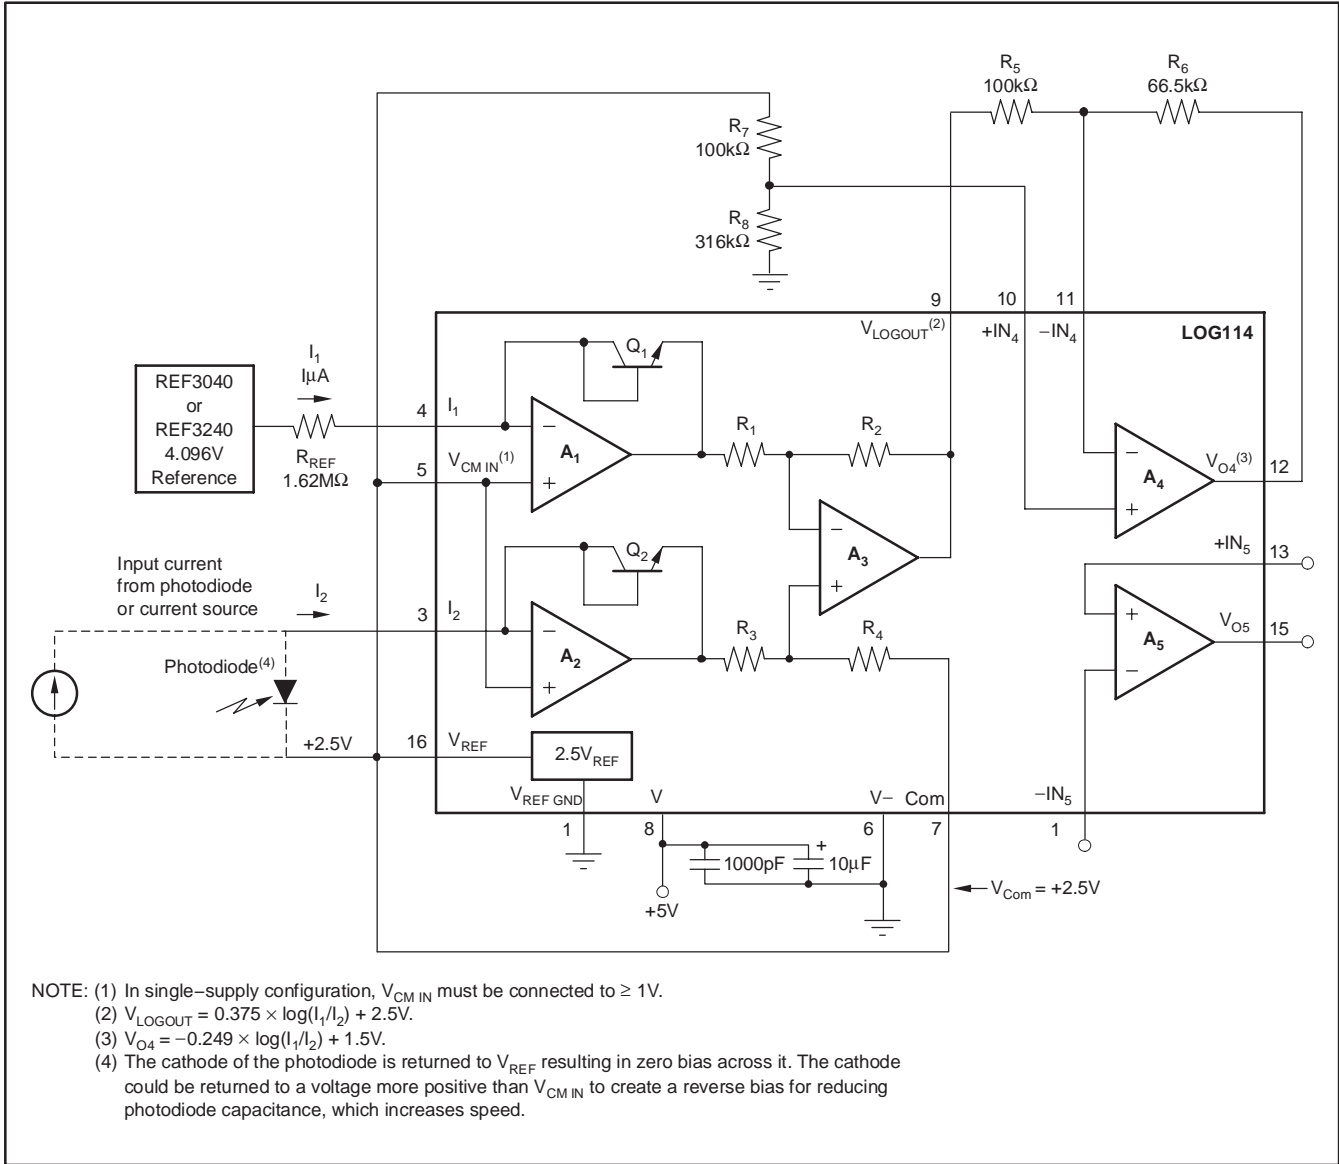 R5
100kΩ
R6
66.5kΩ
R7
100kΩ
R8
316kΩ
9
10
11
VLOGOUT(2)
+IN4
−IN4
LOG114
Q1
I1
IμA
REF3040
or
REF3240
4.096V
Reference
RREF
1.62MΩ
4
I1
5
VCM IN(1)
−
+
A1
R1
R2
−
+
A4
VO4(3)
12
−
+
A3
Q2
+IN5
13
Input current
from photodiode
or current source
I2
3
I2
−
+
A2
R3
R4
+
−
A5
VO5
15
Photodiode(4)
+2.5V
16
VREF
2.5VREF
VREF GND
1
V
8
V-
6
Com
7
−IN5
1
1000pF
+
10μF
+5V
VCom = +2.5V
NOTE: (1) In single−supply configuration, VCM IN must be connected to ≥ 1V.
(2) VLOGOUT = 0.375 × log(I1/I2) + 2.5V.
(3) VO4 = −0.249 × log(I1/I2) + 1.5V.
(4) The cathode of the photodiode is returned to VREF resulting in zero bias across it. The cathode
could be returned to a voltage more positive than VCM IN to create a reverse bias for reducing
photodiode capacitance, which increases speed.